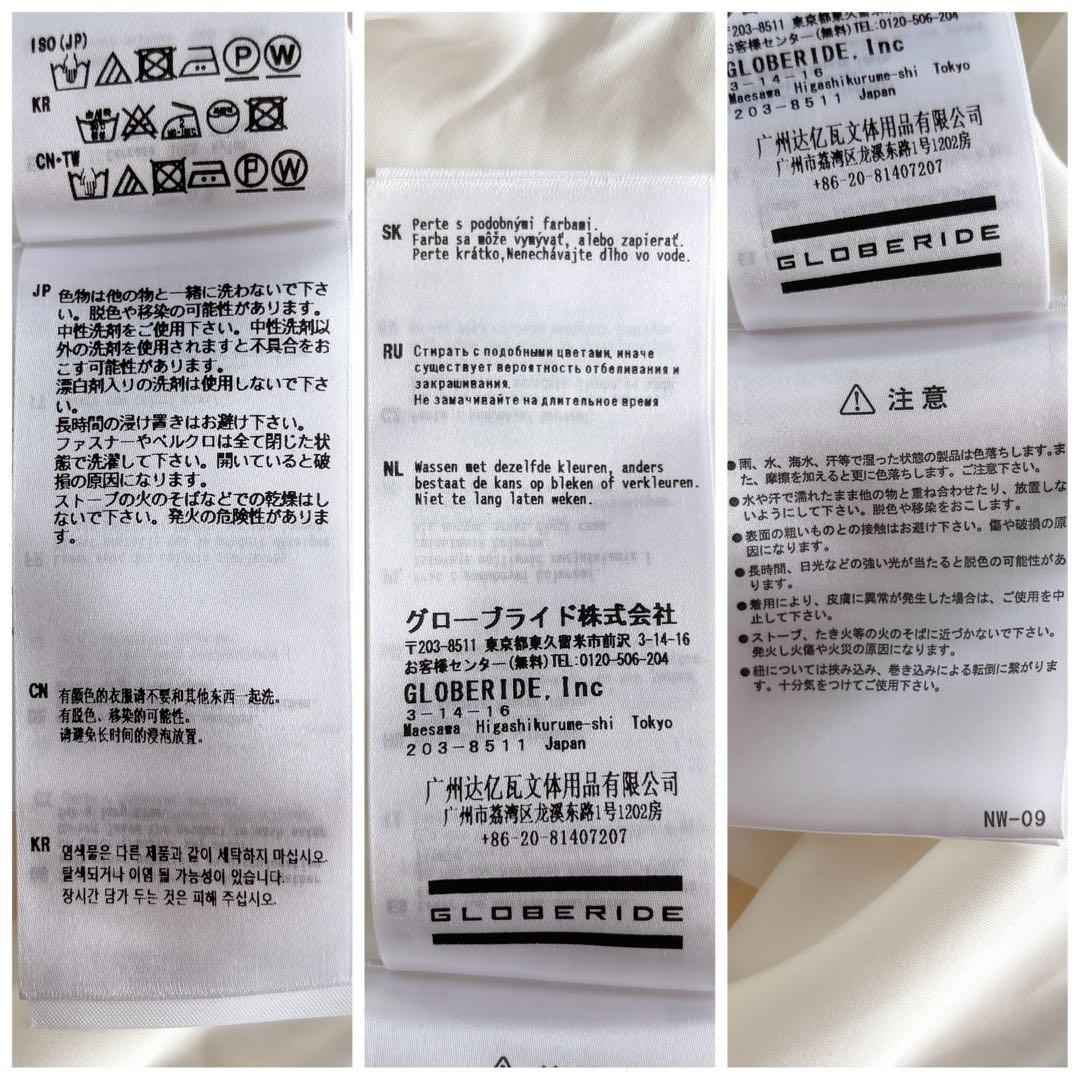 ISO(JP)
P W
KR
CN・TW
P W
JP 色物は他の物と一緒に洗わないで下さ
い。脱色や移染の可能性があります。
中性洗剤をご使用下さい。中性洗剤以
外の洗剤を使用されますと不具合をお
こす可能性があります。
漂白剤入りの洗剤は使用しないで下さ
い。
長時間の浸け置きはお避け下さい。
ファスナーやベルクロは全て閉じた状
態で洗濯して下さい。開いていると破
損の原因になります。
ストーブの火のそばなどでの乾燥はし
ないで下さい。発火の危険性がありま
す。
CN 有颜色的衣服请不要和其他东西一起洗。
有脱色、移染的可能性。
请避免长时间的浸泡放置。
KR 염색물은 다른 제품과 같이 세탁하지 마십시오.
탈색되거나 이염 될 가능성이 있습니다.
장시간 담가 두는 것은 피해 주십시오.
SK Perte s podobnými farbami.
Farba sa môže vymývať, alebo zapierať.
Perte krátko,Nenechávajte dlho vo vode.
RU Стирать с подобными цветами, иначе
существует вероятность отбеливания и
закрашивания.
Не замачивайте на длительное время
NL Wassen met dezelfde kleuren, anders
bestaat de kans op bleken of verkleuren.
Niet te lang laten weken.
グローブライド株式会社
〒203-8511 東京都東久留米市前沢 3-14-16
お客様センター(無料)TEL:0120-506-204
GLOBERIDE, Inc
3-14-16
Maesawa Higashikurume-shi Tokyo
203-8511 Japan
广州达亿瓦文体用品有限公司
广州市荔湾区龙溪东路1号1202房
+86-20-81407207
GLOBERIDE
〒203-8511 東京都東久留米市前沢 3-14-16
お客様センター(無料)TEL:0120-506-204
GLOBERIDE, Inc
3-14-16
Maesawa Higashikurume-shi Tokyo
203-8511 Japan
广州达亿瓦文体用品有限公司
广州市荔湾区龙溪东路1号1202房
+86-20-81407207
GLOBERIDE
⚠ 注意
●雨、水、海水、汗等で湿った状態の製品は色落ちします。ま
た、摩擦を加えると更に色落ちします。ご注意下さい。
●水や汗で濡れたまま他の物と重ね合わせたり、放置しな
いようにして下さい。脱色や移染をおこします。
●表面の粗いものとの接触はお避け下さい。傷や破損の原
因になります。
●長時間、日光などの強い光が当たると脱色の可能性があ
ります。
●着用により、皮膚に異常が発生した場合は、ご使用を中
止して下さい。
●ストーブ、たき火等の火のそばに近づかないで下さい。
発火し火傷や火災の原因になります。
●紐については挟み込み、巻き込みによる転倒に繋がりま
す。十分気をつけてご使用下さい。
NW-09